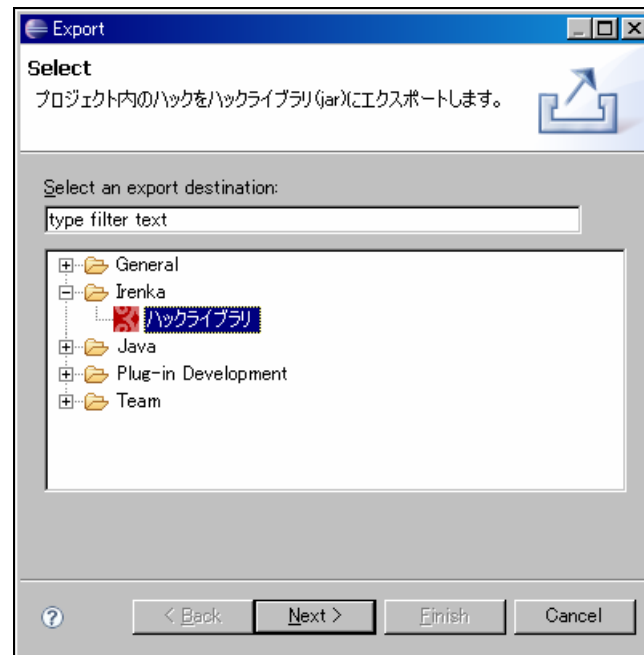 Export
Select
プロジェクト内のハックをハックライブラリ(jar)にエクスポートします。
Select an export destination:
type filter text
General
Irenka
ハックライブラリ
Java
Plug-in Development
Team
< Back
Next >
Finish
Cancel